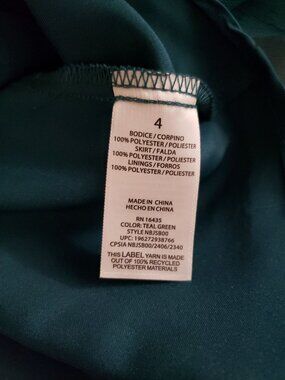 4
BODICE/CORPINO
100% POLYESTER/POLIESTER
SKIRT/FALDA
100% POLYESTER/POLIESTER
LININGS/FORROS
100% POLYESTER/POLIESTER
MADE IN CHINA
HECHO EN CHINA
RN 16435
COLOR: TEAL GREEN
STYLE NBJ5800
UPC: 196272938766
CPSIA NBJ5800/2406/2340
THIS LABEL YARN IS MADE
OUT OF 100% RECYCLED
POLYESTER MATERIALS